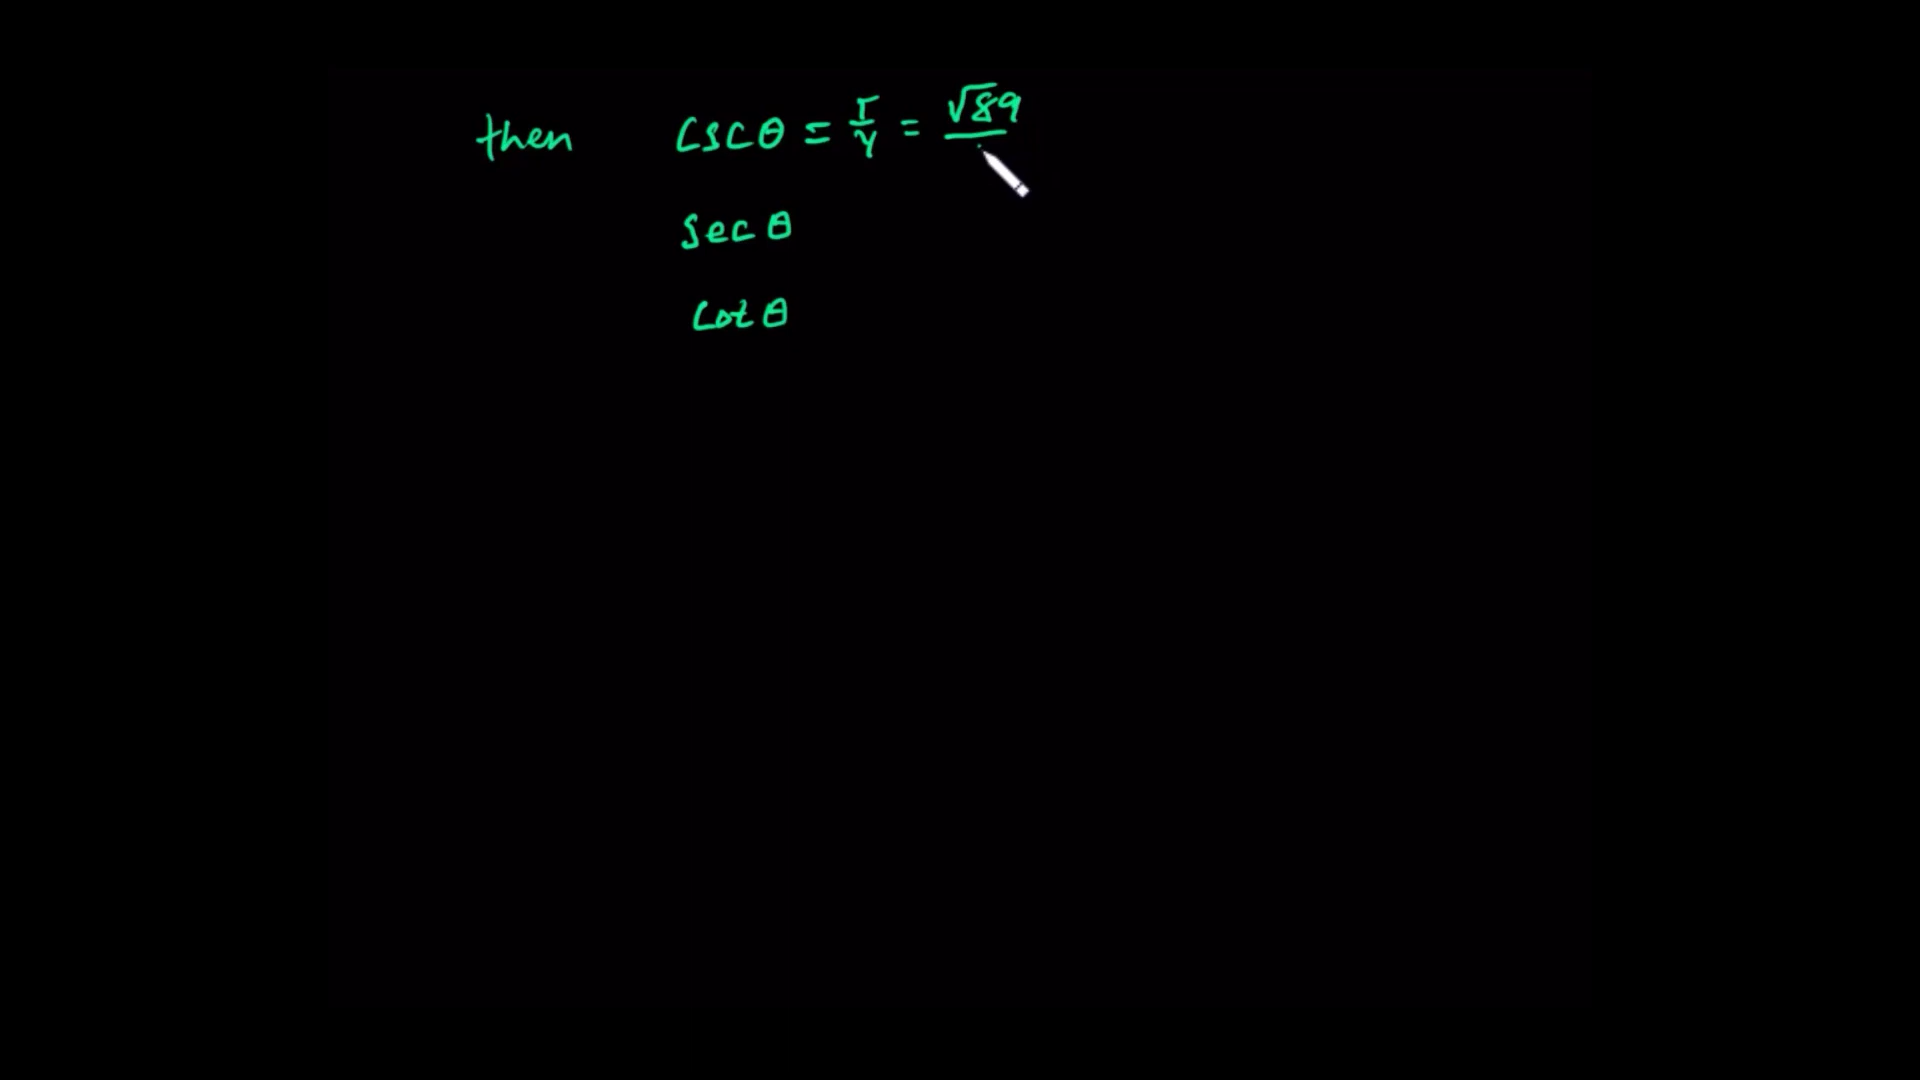 then cscθ = r/y = √89/
secθ
cotθ